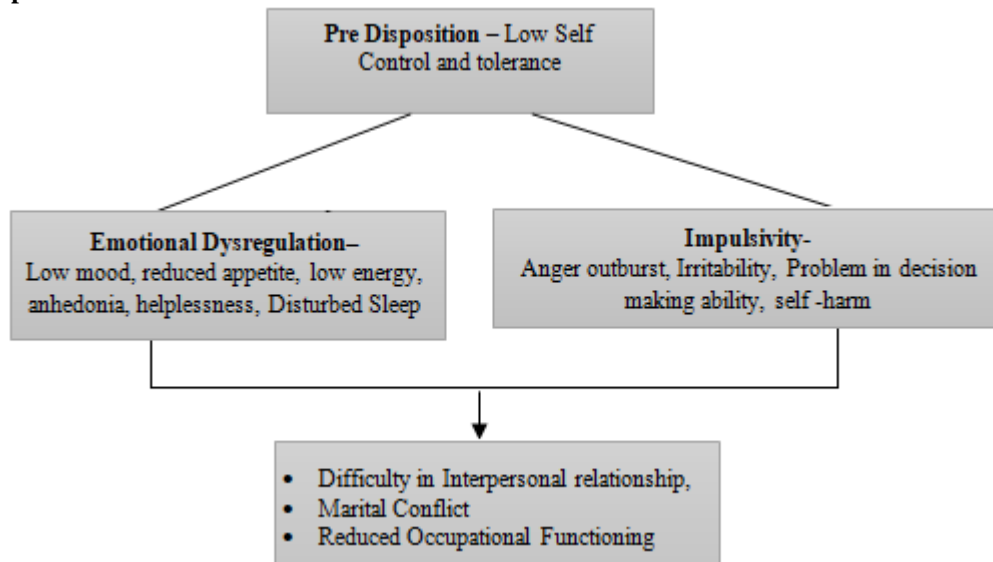 Pre Disposition – Low Self
Control and tolerance
Emotional Dysregulation–
Low mood, reduced appetite, low energy,
anhedonia, helplessness, Disturbed Sleep
Impulsivity-
Anger outburst, Irritability, Problem in decision
making ability, self -harm
• Difficulty in Interpersonal relationship,
• Marital Conflict
• Reduced Occupational Functioning